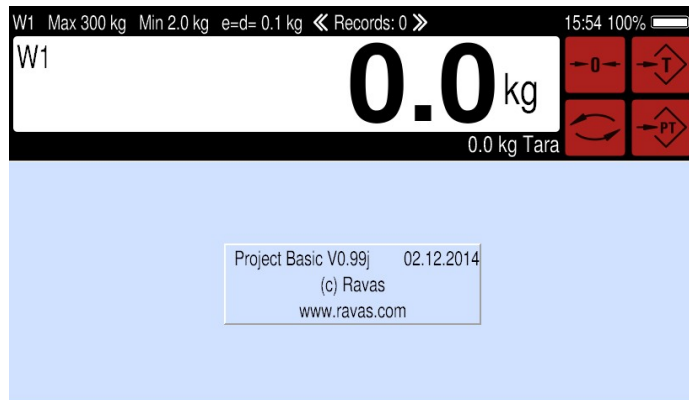 W1 Max 300 kg Min 2.0 kg e=d= 0.1 kg ≪ Records: 0 ≫ 15:54 100%
W1
0.0 kg
→0←
→T
→PT
0.0 kg Tara
Project Basic V0.99j 02.12.2014
(c) Ravas
www.ravas.com